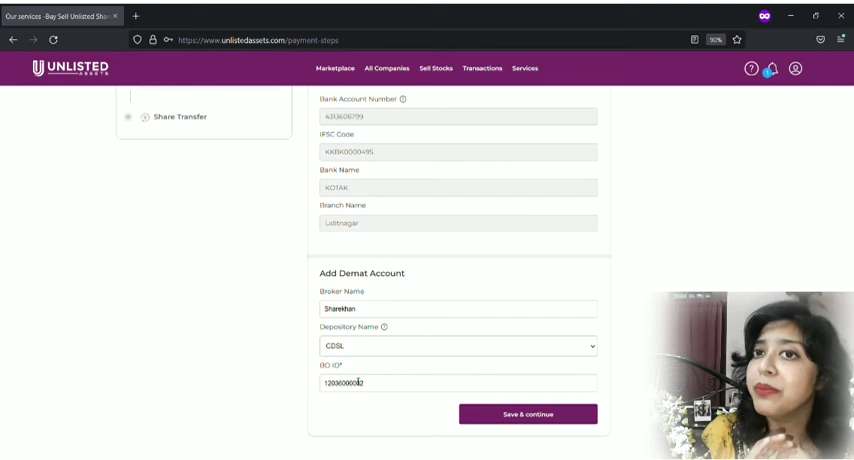 Our services -Buy Sell Unlisted Shar
https://www.unlistedassets.com/payment-steps
90%
UNLISTED
ASSETS
Marketplace All Companies Sell Stocks Transactions Services
1
Share Transfer
Bank Account Number
4313606799
IFSC Code
KKBK0000495
Bank Name
KOTAK
Branch Name
Uditnagar
Add Demat Account
Broker Name
Sharekhan
Depository Name
CDSL
BO ID*
Save & continue